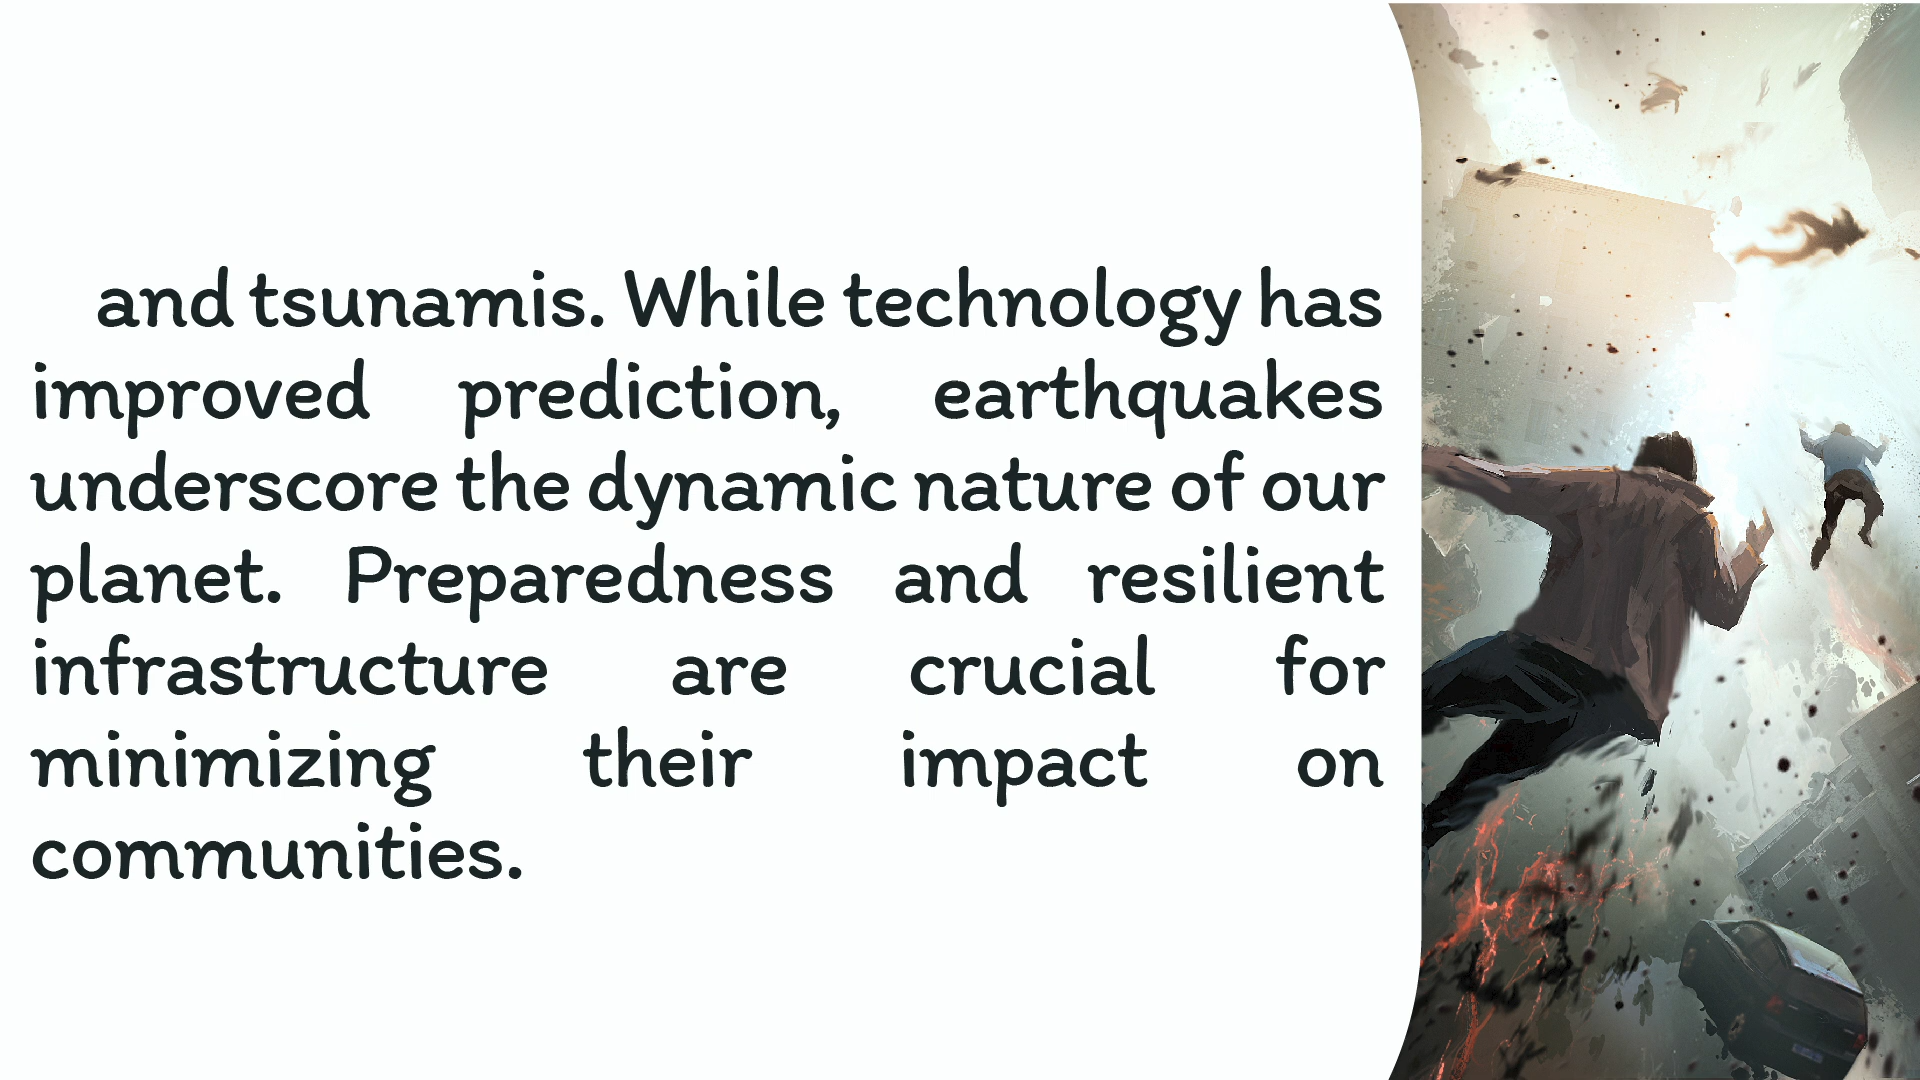 and tsunamis. While technology has
improved prediction, earthquakes
underscore the dynamic nature of our
planet. Preparedness and resilient
infrastructure are crucial for
minimizing their impact on
communities.